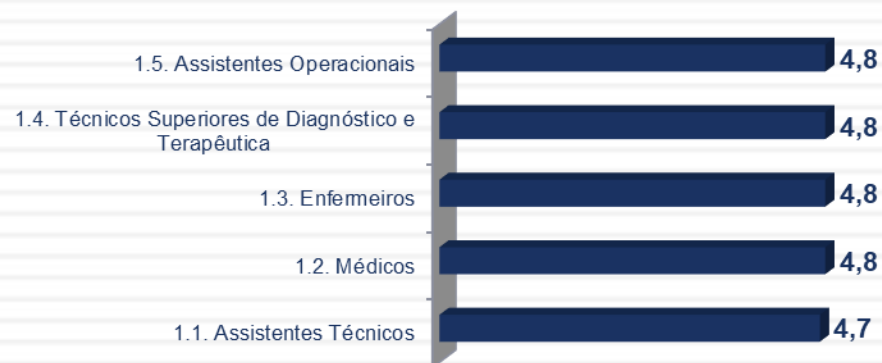 1.5. Assistentes Operacionais 4,8
1.4. Técnicos Superiores de Diagnóstico e
Terapêutica 4,8
1.3. Enfermeiros 4,8
1.2. Médicos 4,8
1.1. Assistentes Técnicos 4,7